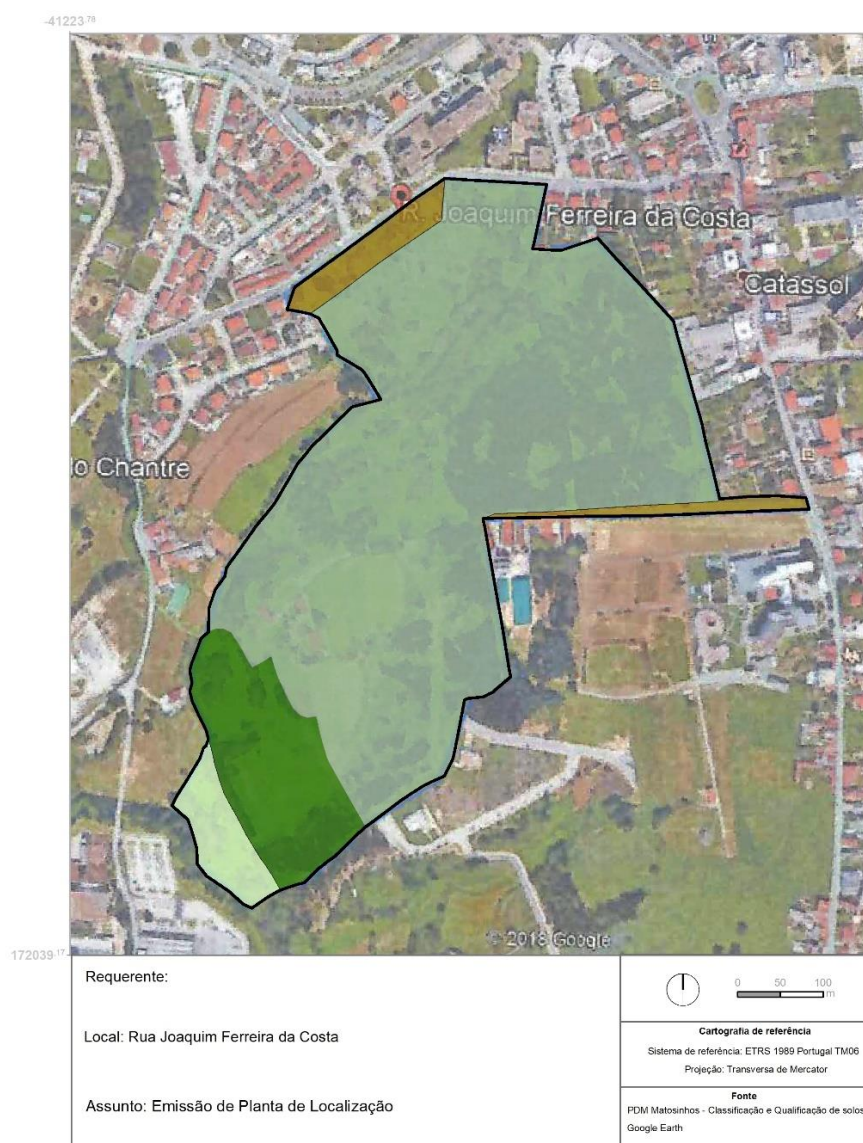 -41223.78
R. Joaquim Ferreira da Costa
Catassol
lo Chantre
© 2018 Google
172039.17
Requerente:
Local: Rua Joaquim Ferreira da Costa
Assunto: Emissão de Planta de Localização
0 50 100
m
Cartografia de referência
Sistema de referência: ETRS 1989 Portugal TM06
Projeção: Transversa de Mercator
Fonte
PDM Matosinhos - Classificação e Qualificação de solos
Google Earth